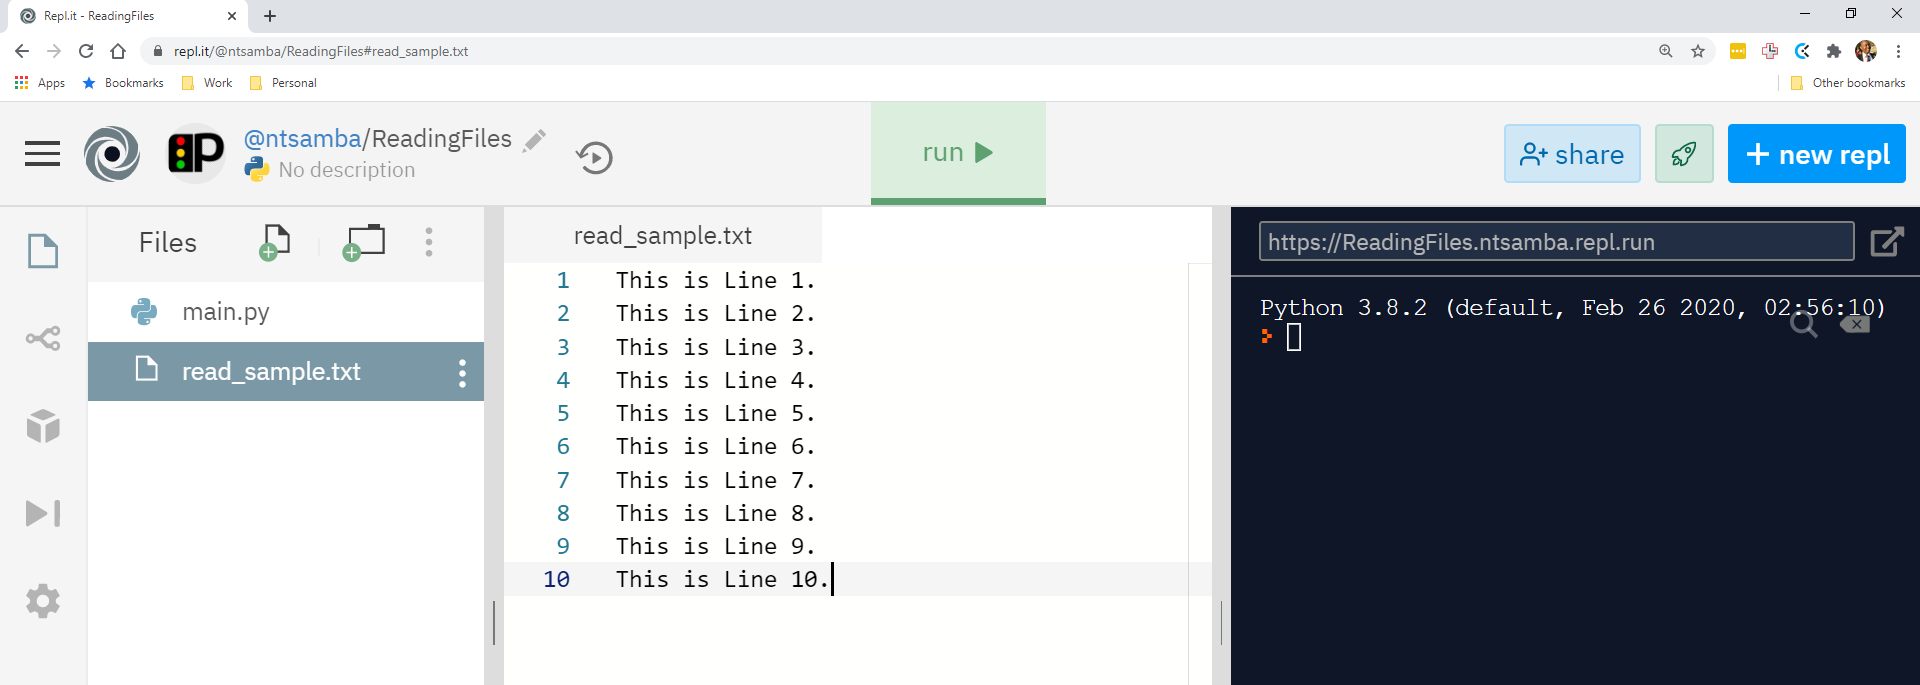 Repl.it - ReadingFiles
repl.it/@ntsamba/ReadingFiles#read_sample.txt
Apps Bookmarks Work Personal Other bookmarks
P @ntsamba/ReadingFiles
No description
run
share
+ new repl
Files
main.py
read_sample.txt
read_sample.txt
1 This is Line 1.
2 This is Line 2.
3 This is Line 3.
4 This is Line 4.
5 This is Line 5.
6 This is Line 6.
7 This is Line 7.
8 This is Line 8.
9 This is Line 9.
10 This is Line 10.
https://ReadingFiles.ntsamba.repl.run
Python 3.8.2 (default, Feb 26 2020, 02:56:10)